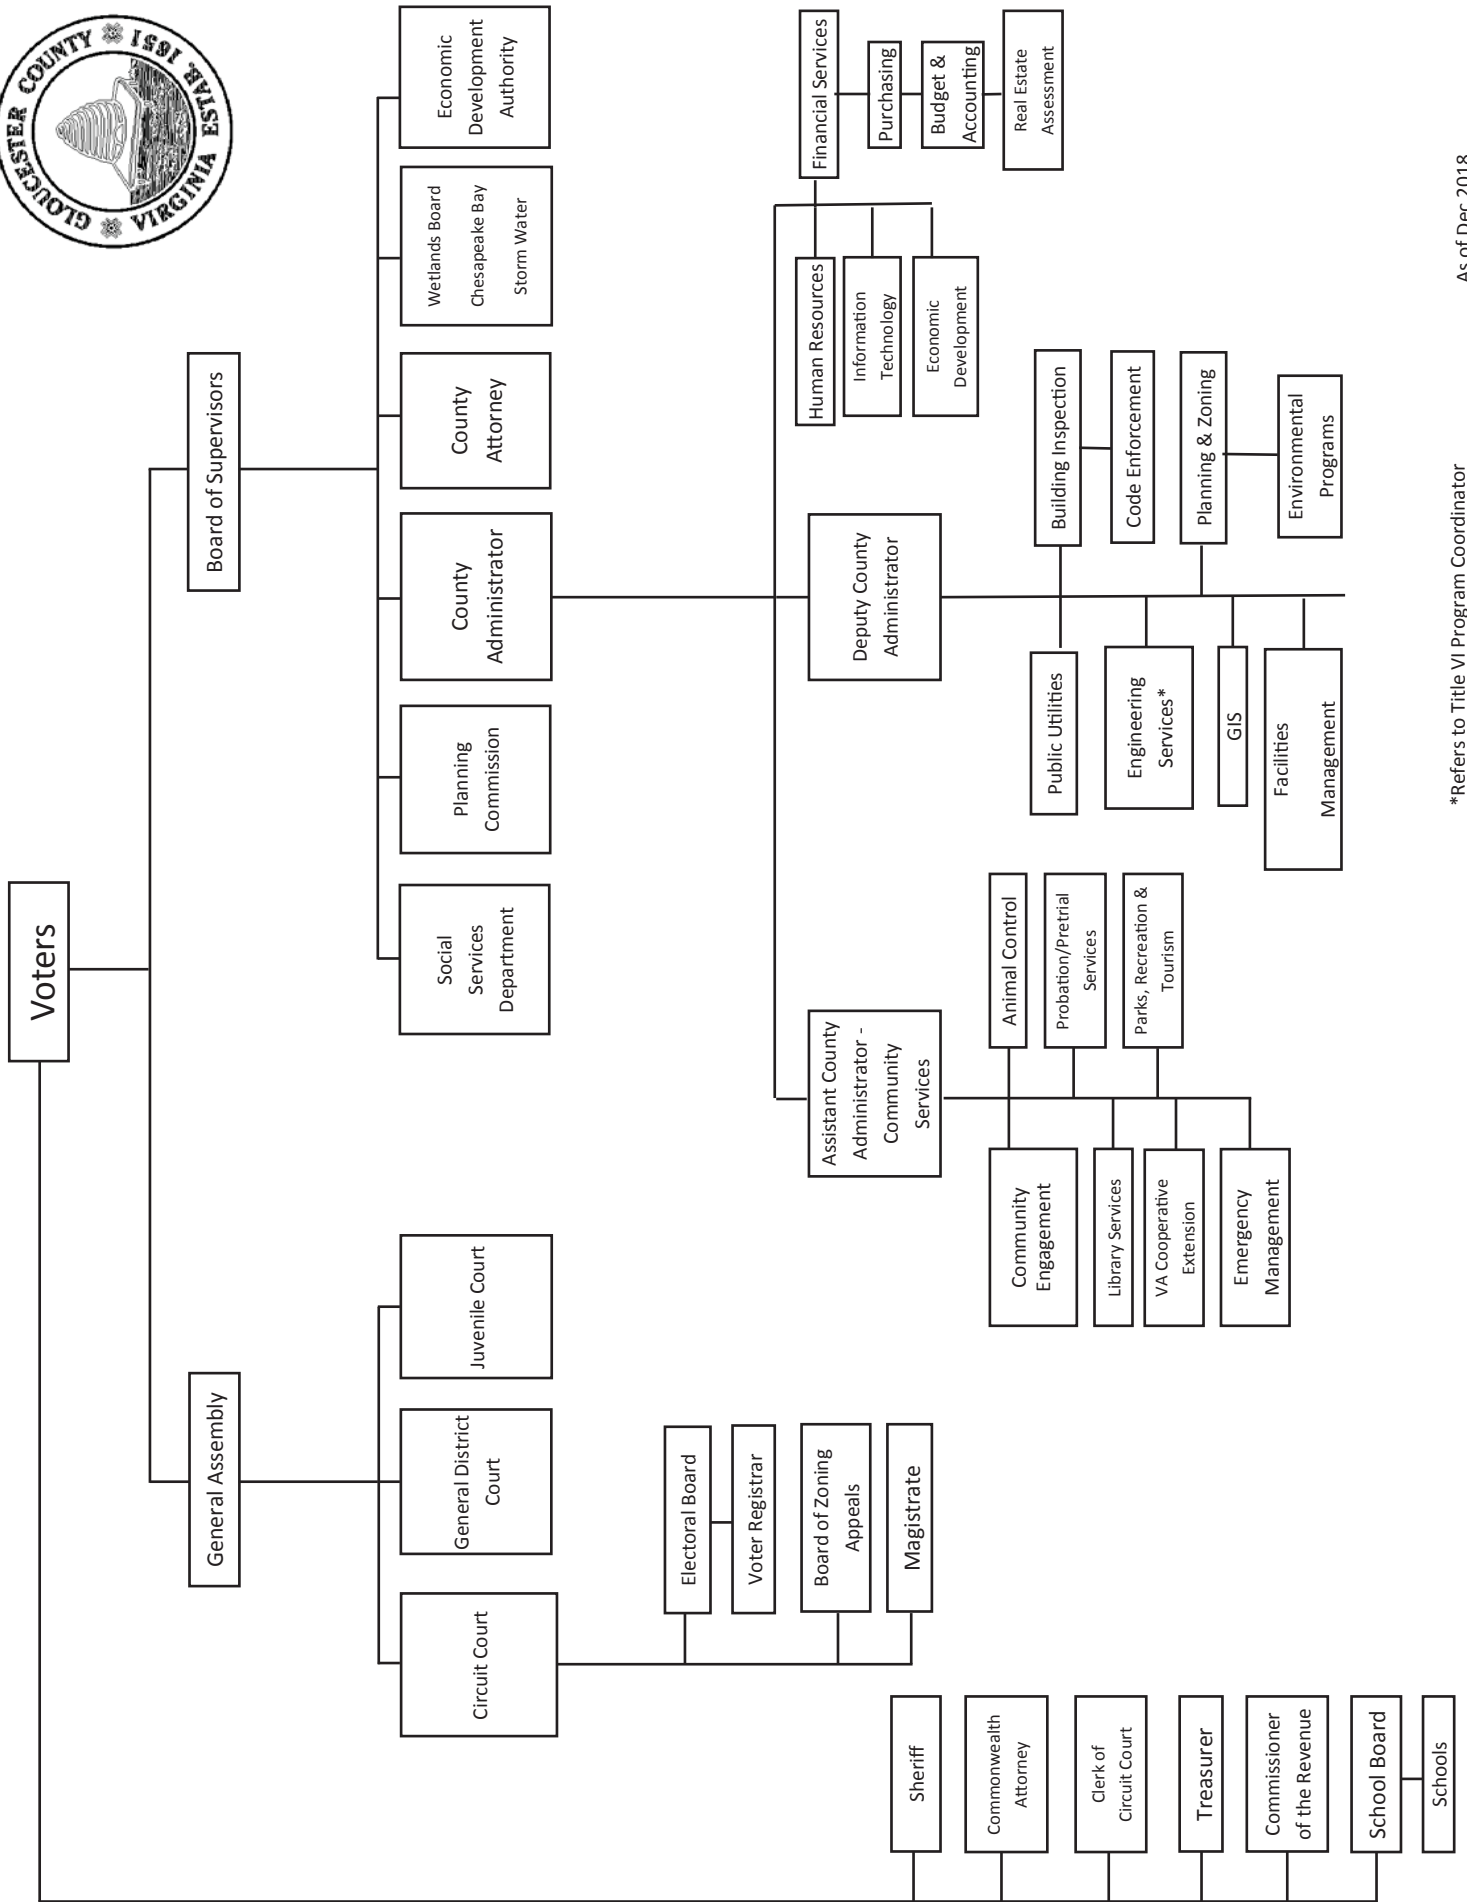 GLOUCESTER COUNTY
VIRGINIA ESTAB. 1651
Voters
General Assembly
Board of Supervisors
Circuit Court
General District
Court
Juvenile Court
Social
Services
Department
Planning
Commission
County
Administrator
County
Attorney
Wetlands Board
Chesapeake Bay
Storm Water
Economic
Development
Authority
Electoral Board
Voter Registrar
Board of Zoning
Appeals
Magistrate
Sheriff
Commonwealth
Attorney
Clerk of
Circuit Court
Treasurer
Commissioner
of the Revenue
School Board
Schools
Assistant County
Administrator -
Community
Services
Community
Engagement
Animal Control
Probation/Pretrial
Services
Library Services
Parks, Recreation &
Tourism
VA Cooperative
Extension
Emergency
Management
Deputy County
Administrator
Public Utilities
Building Inspection
Code Enforcement
Engineering
Services*
Planning & Zoning
GIS
Environmental
Programs
Facilities
Management
Human Resources
Information
Technology
Economic
Development
Financial Services
Purchasing
Budget &
Accounting
Real Estate
Assessment
*Refers to Title VI Program Coordinator
As of Dec 2018